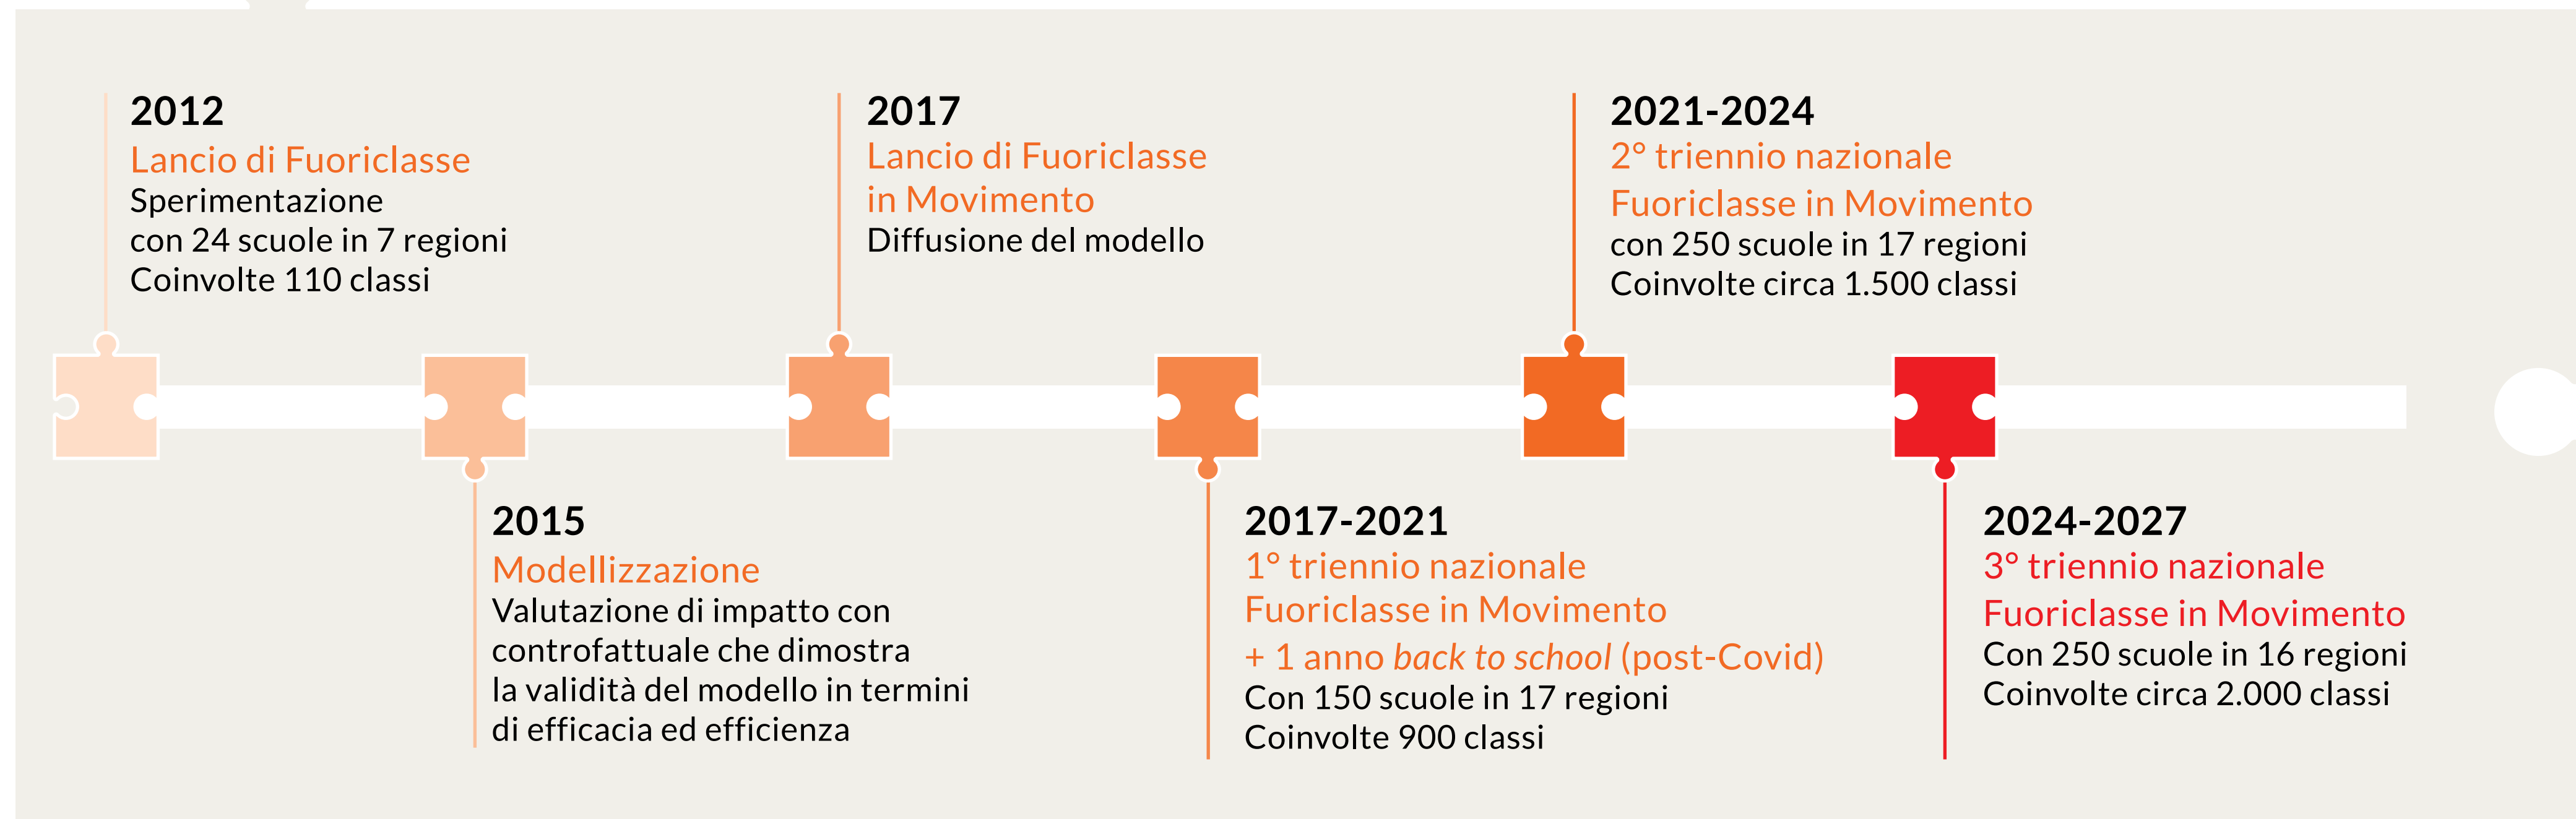 2012
Lancio di Fuoriclasse
Sperimentazione
con 24 scuole in 7 regioni
Coinvolte 110 classi
2015
Modellizzazione
Valutazione di impatto con
controfattuale che dimostra
la validità del modello in termini
di efficacia ed efficienza
2017
Lancio di Fuoriclasse
in Movimento
Diffusione del modello
2017-2021
1° triennio nazionale
Fuoriclasse in Movimento
+ 1 anno back to school (post-Covid)
Con 150 scuole in 17 regioni
Coinvolte 900 classi
2021-2024
2° triennio nazionale
Fuoriclasse in Movimento
con 250 scuole in 17 regioni
Coinvolte circa 1.500 classi
2024-2027
3° triennio nazionale
Fuoriclasse in Movimento
Con 250 scuole in 16 regioni
Coinvolte circa 2.000 classi